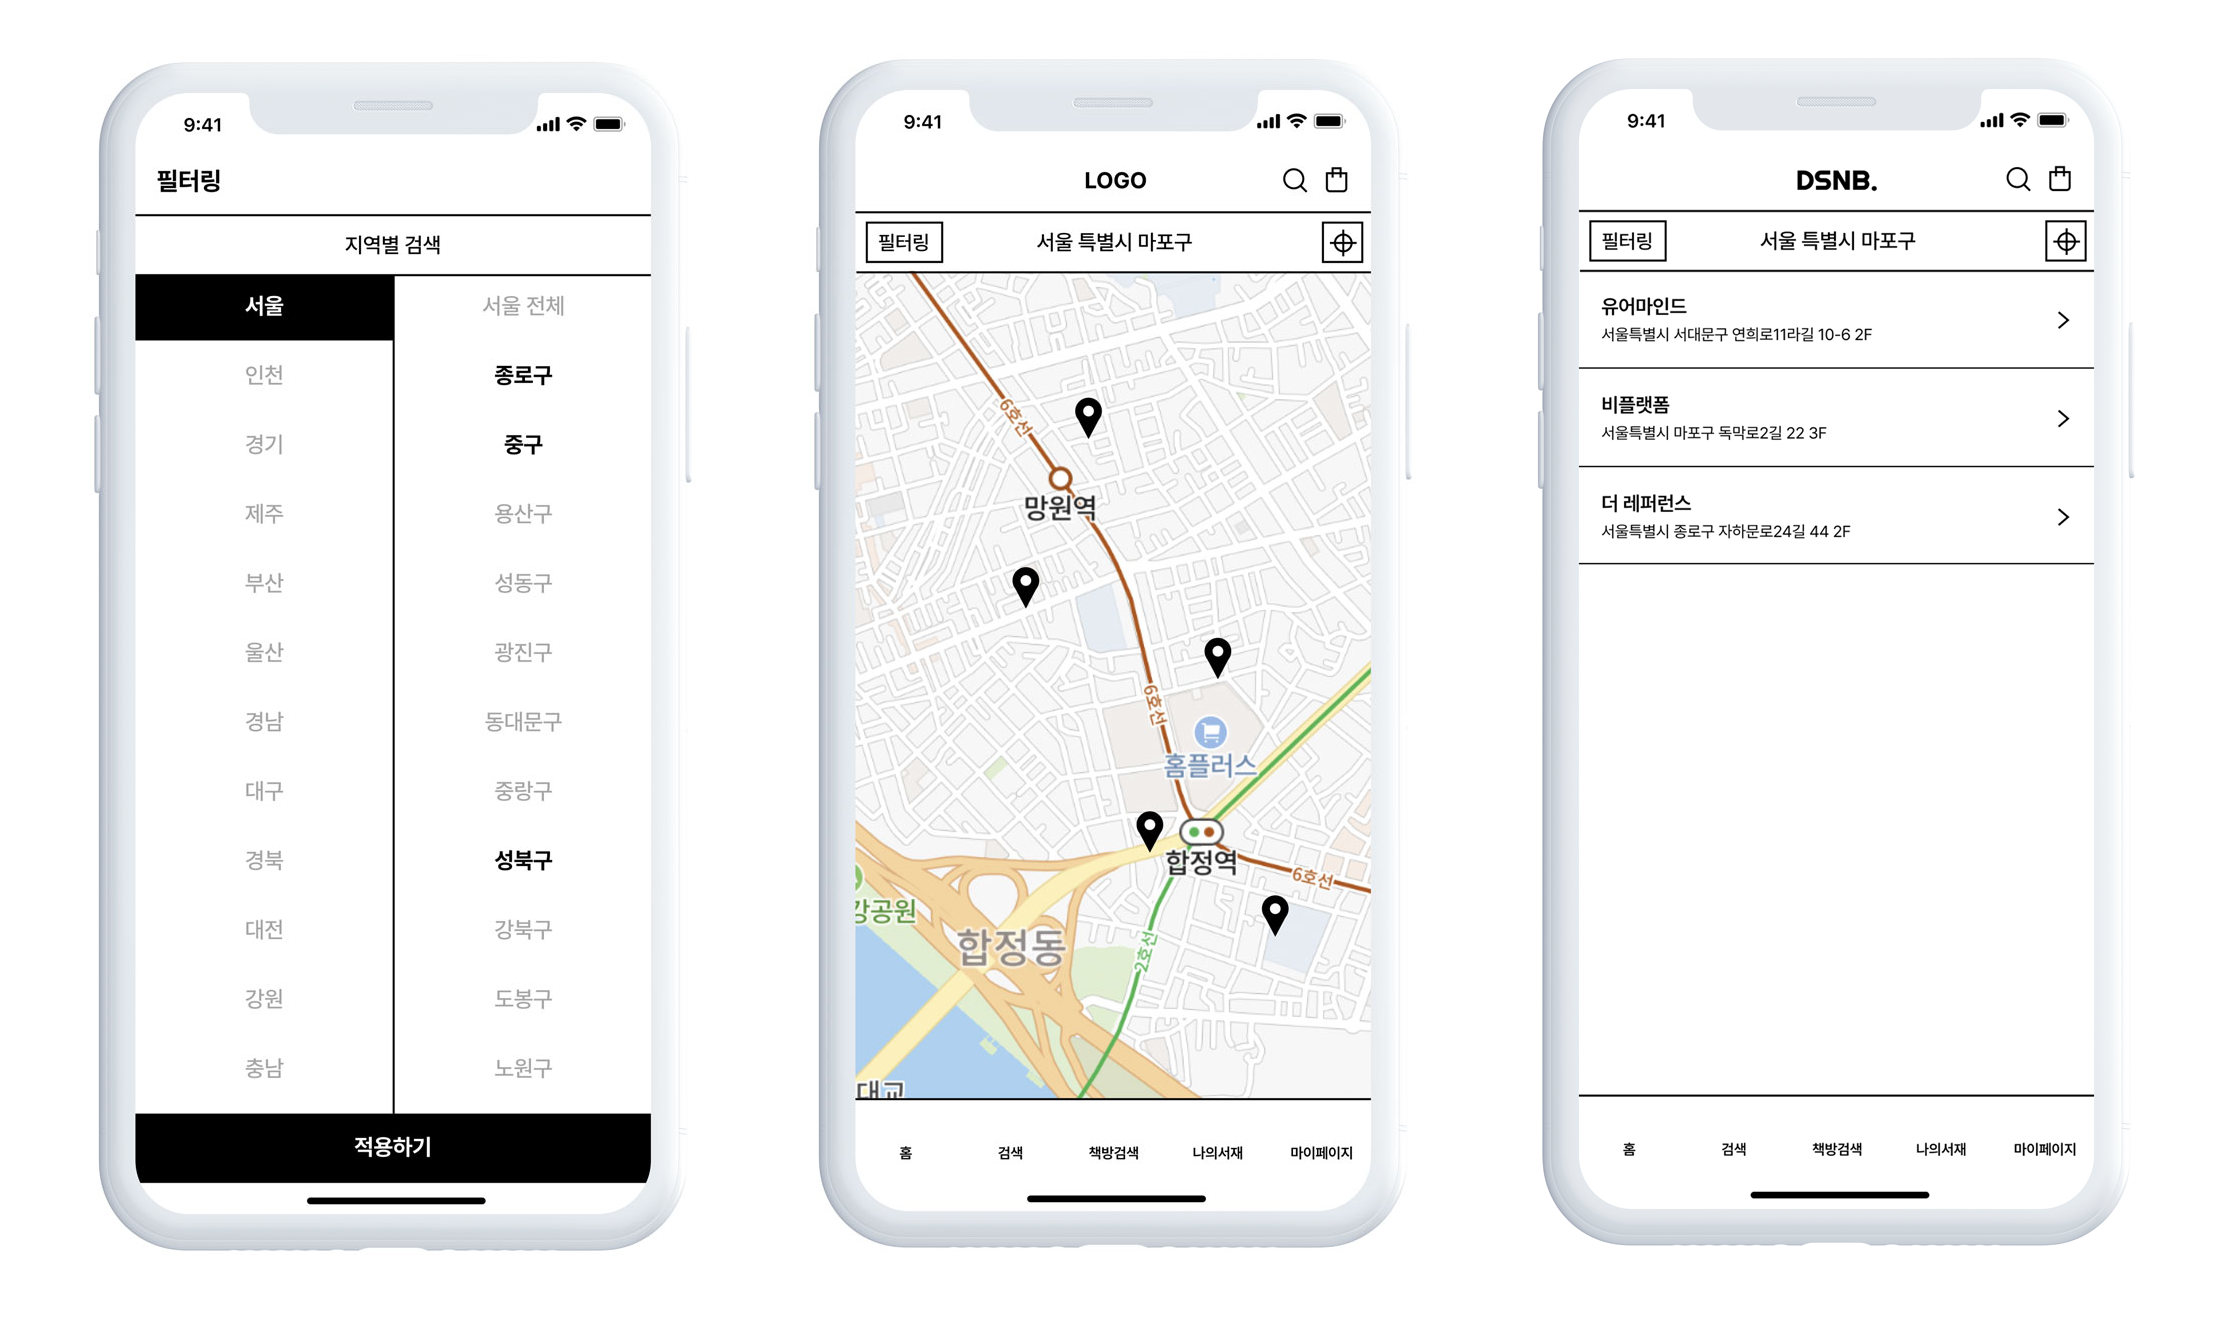 9:41
필터링
지역별 검색
서울
서울 전체
인천
종로구
경기
중구
제주
용산구
부산
성동구
울산
광진구
경남
동대문구
대구
중랑구
경북
성북구
대전
강북구
강원
도봉구
충남
노원구
적용하기
9:41
LOGO
필터링
서울 특별시 마포구
6호선
망원역
6호선
홈플러스
합정역
6호선
강공원
합정동
2호선
대교
홈
검색
책방검색
나의서재
마이페이지
9:41
DSNB.
필터링
서울 특별시 마포구
유어마인드
서울특별시 서대문구 연희로11라길 10-6 2F
비플랫폼
서울특별시 마포구 독막로2길 22 3F
더 레퍼런스
서울특별시 종로구 자하문로24길 44 2F
홈
검색
책방검색
나의서재
마이페이지